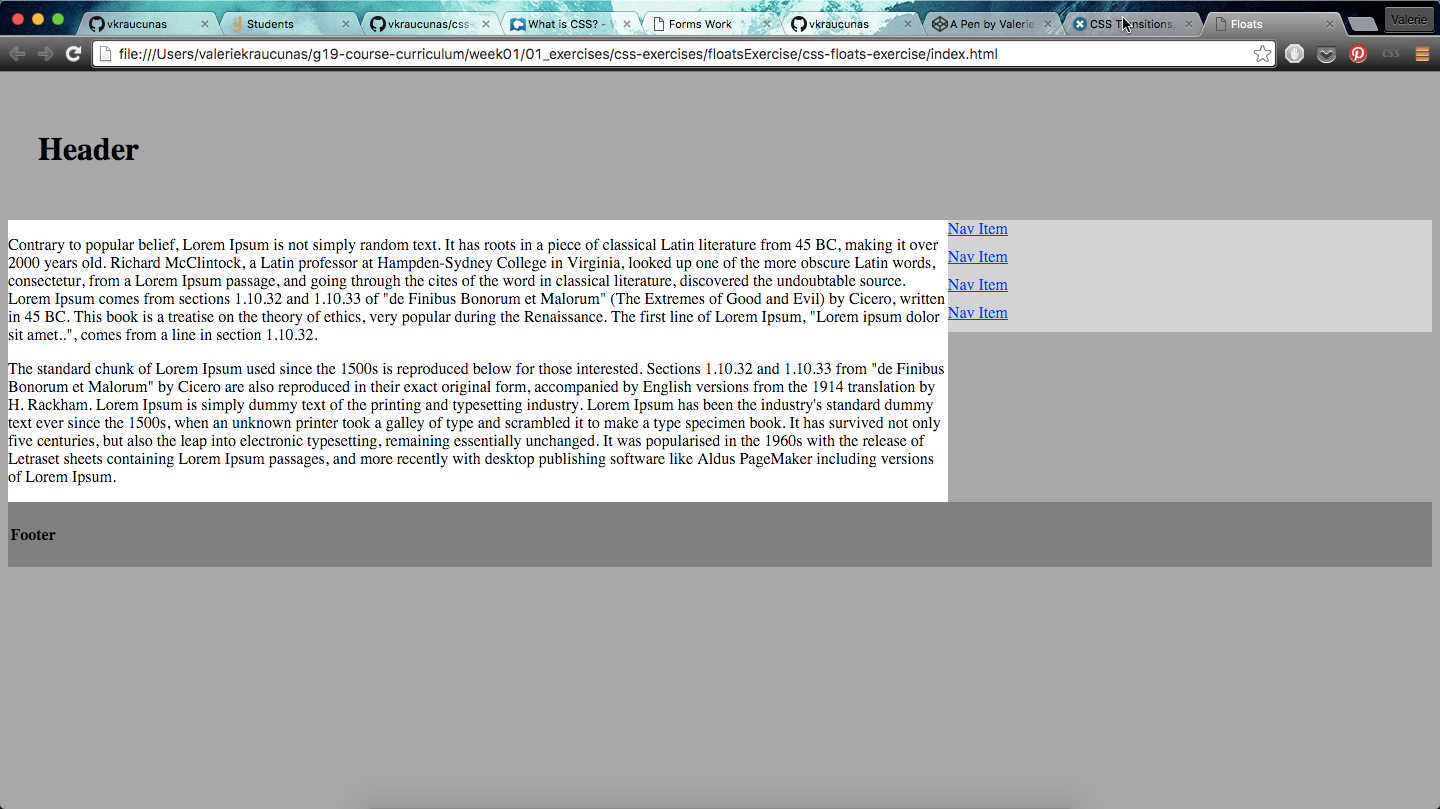 vkraucunas
Students
vkraucunas/css-
What is CSS? -
Forms Work
vkraucunas
A Pen by Valerie
CSS Transitions,
Floats
Valerie
file:///Users/valeriekraucunas/g19-course-curriculum/week01/01_exercises/css-exercises/floatsExercise/css-floats-exercise/index.html
css
Header
Contrary to popular belief, Lorem Ipsum is not simply random text. It has roots in a piece of classical Latin literature from 45 BC, making it over
2000 years old. Richard McClintock, a Latin professor at Hampden-Sydney College in Virginia, looked up one of the more obscure Latin words,
consectetur, from a Lorem Ipsum passage, and going through the cites of the word in classical literature, discovered the undoubtable source.
Lorem Ipsum comes from sections 1.10.32 and 1.10.33 of "de Finibus Bonorum et Malorum" (The Extremes of Good and Evil) by Cicero, written
in 45 BC. This book is a treatise on the theory of ethics, very popular during the Renaissance. The first line of Lorem Ipsum, "Lorem ipsum dolor
sit amet..", comes from a line in section 1.10.32.
The standard chunk of Lorem Ipsum used since the 1500s is reproduced below for those interested. Sections 1.10.32 and 1.10.33 from "de Finibus
Bonorum et Malorum" by Cicero are also reproduced in their exact original form, accompanied by English versions from the 1914 translation by
H. Rackham. Lorem Ipsum is simply dummy text of the printing and typesetting industry. Lorem Ipsum has been the industry's standard dummy
text ever since the 1500s, when an unknown printer took a galley of type and scrambled it to make a type specimen book. It has survived not only
five centuries, but also the leap into electronic typesetting, remaining essentially unchanged. It was popularised in the 1960s with the release of
Letraset sheets containing Lorem Ipsum passages, and more recently with desktop publishing software like Aldus PageMaker including versions
of Lorem Ipsum.
Nav Item
Nav Item
Nav Item
Nav Item
Footer